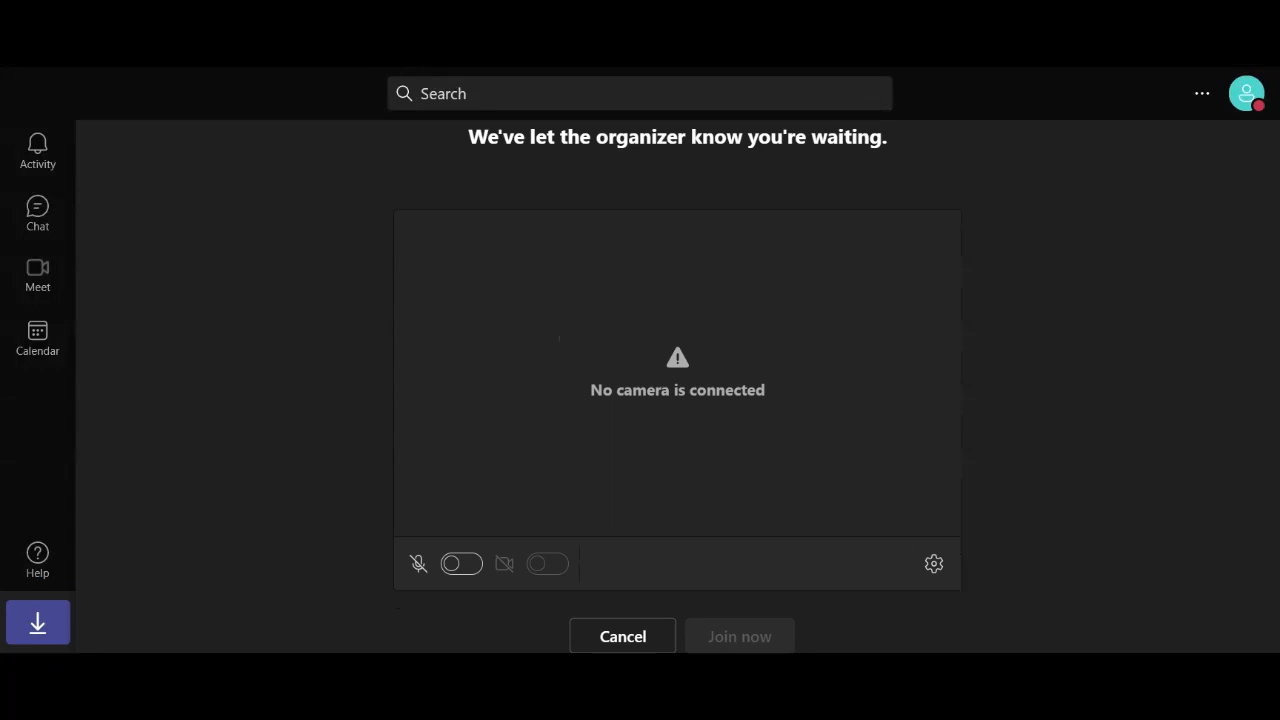 Search
We've let the organizer know you're waiting.
Activity
Chat
Meet
Calendar
No camera is connected
Help
Cancel
Join now